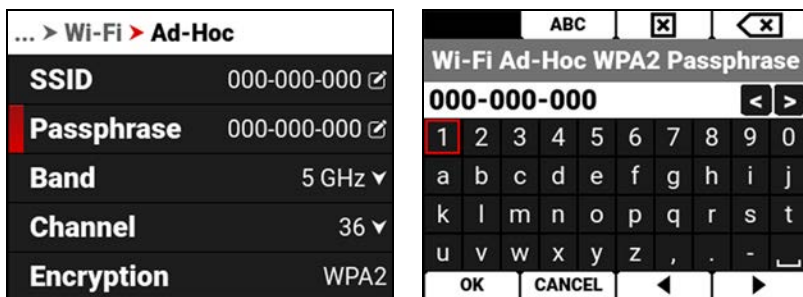 ... > Wi-Fi > Ad-Hoc
SSID 000-000-000
Passphrase 000-000-000
Band 5 GHz
Channel 36
Encryption WPA2
ABC
Wi-Fi Ad-Hoc WPA2 Passphrase
000-000-000 < >
1 2 3 4 5 6 7 8 9 0
a b c d e f g h i j
k l m n o p q r s t
u v w x y z , . - ⎵
OK CANCEL ◀ ▶